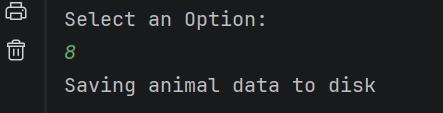 Select an Option:
8
Saving animal data to disk